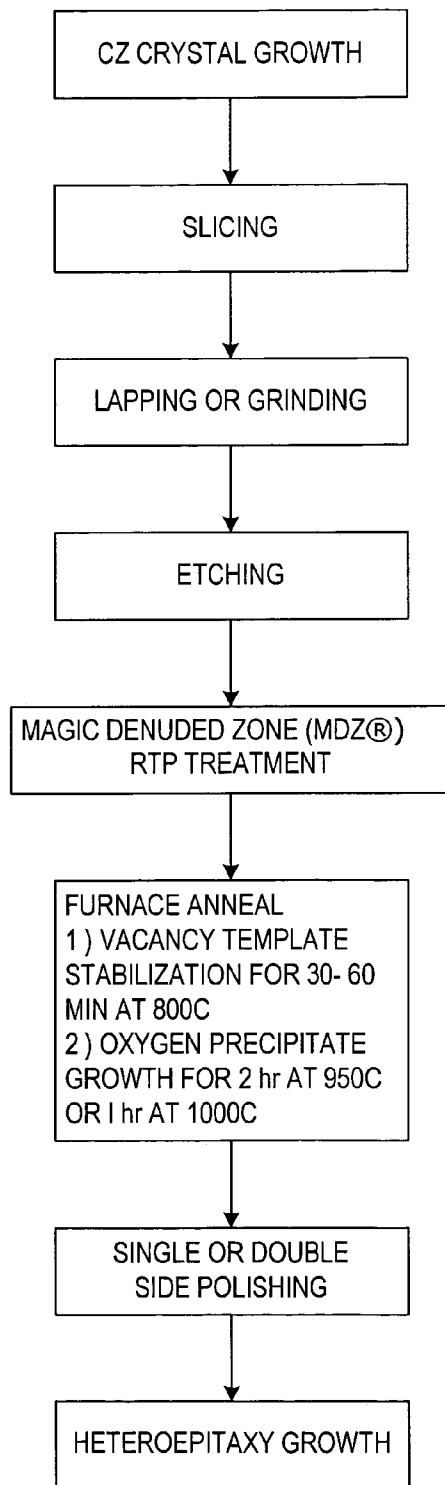 CZ CRYSTAL GROWTH
SLICING
LAPPING OR GRINDING
ETCHING
MAGIC DENUDED ZONE (MDZ®)
RTP TREATMENT
FURNACE ANNEAL
1 ) VACANCY TEMPLATE
STABILIZATION FOR 30- 60
MIN AT 800C
2 ) OXYGEN PRECIPITATE
GROWTH FOR 2 hr AT 950C
OR I hr AT 1000C
SINGLE OR DOUBLE
SIDE POLISHING
HETEROEPITAXY GROWTH